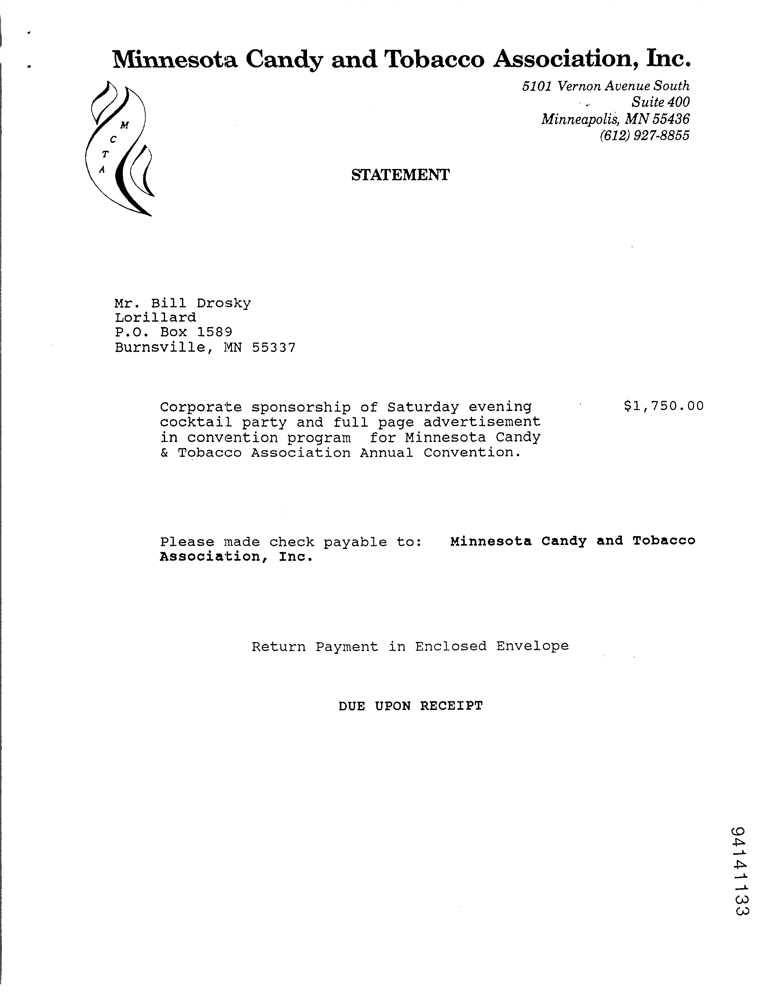 Minnesota Candy and Tobacco Association, Inc.
5101 Vernon Avenue South
Suite 400
Minneapolis, MN 55436
(612) 927-8855
M
C
T
A
STATEMENT
Mr. Bill Drosky
Lorillard
P.O. Box 1589
Burnsville, MN 55337
Corporate sponsorship of Saturday evening $1,750.00
cocktail party and full page advertisement
in convention program for Minnesota Candy
& Tobacco Association Annual Convention.
Please made check payable to: Minnesota Candy and Tobacco
Association, Inc.
Return Payment in Enclosed Envelope
DUE UPON RECEIPT
94141133